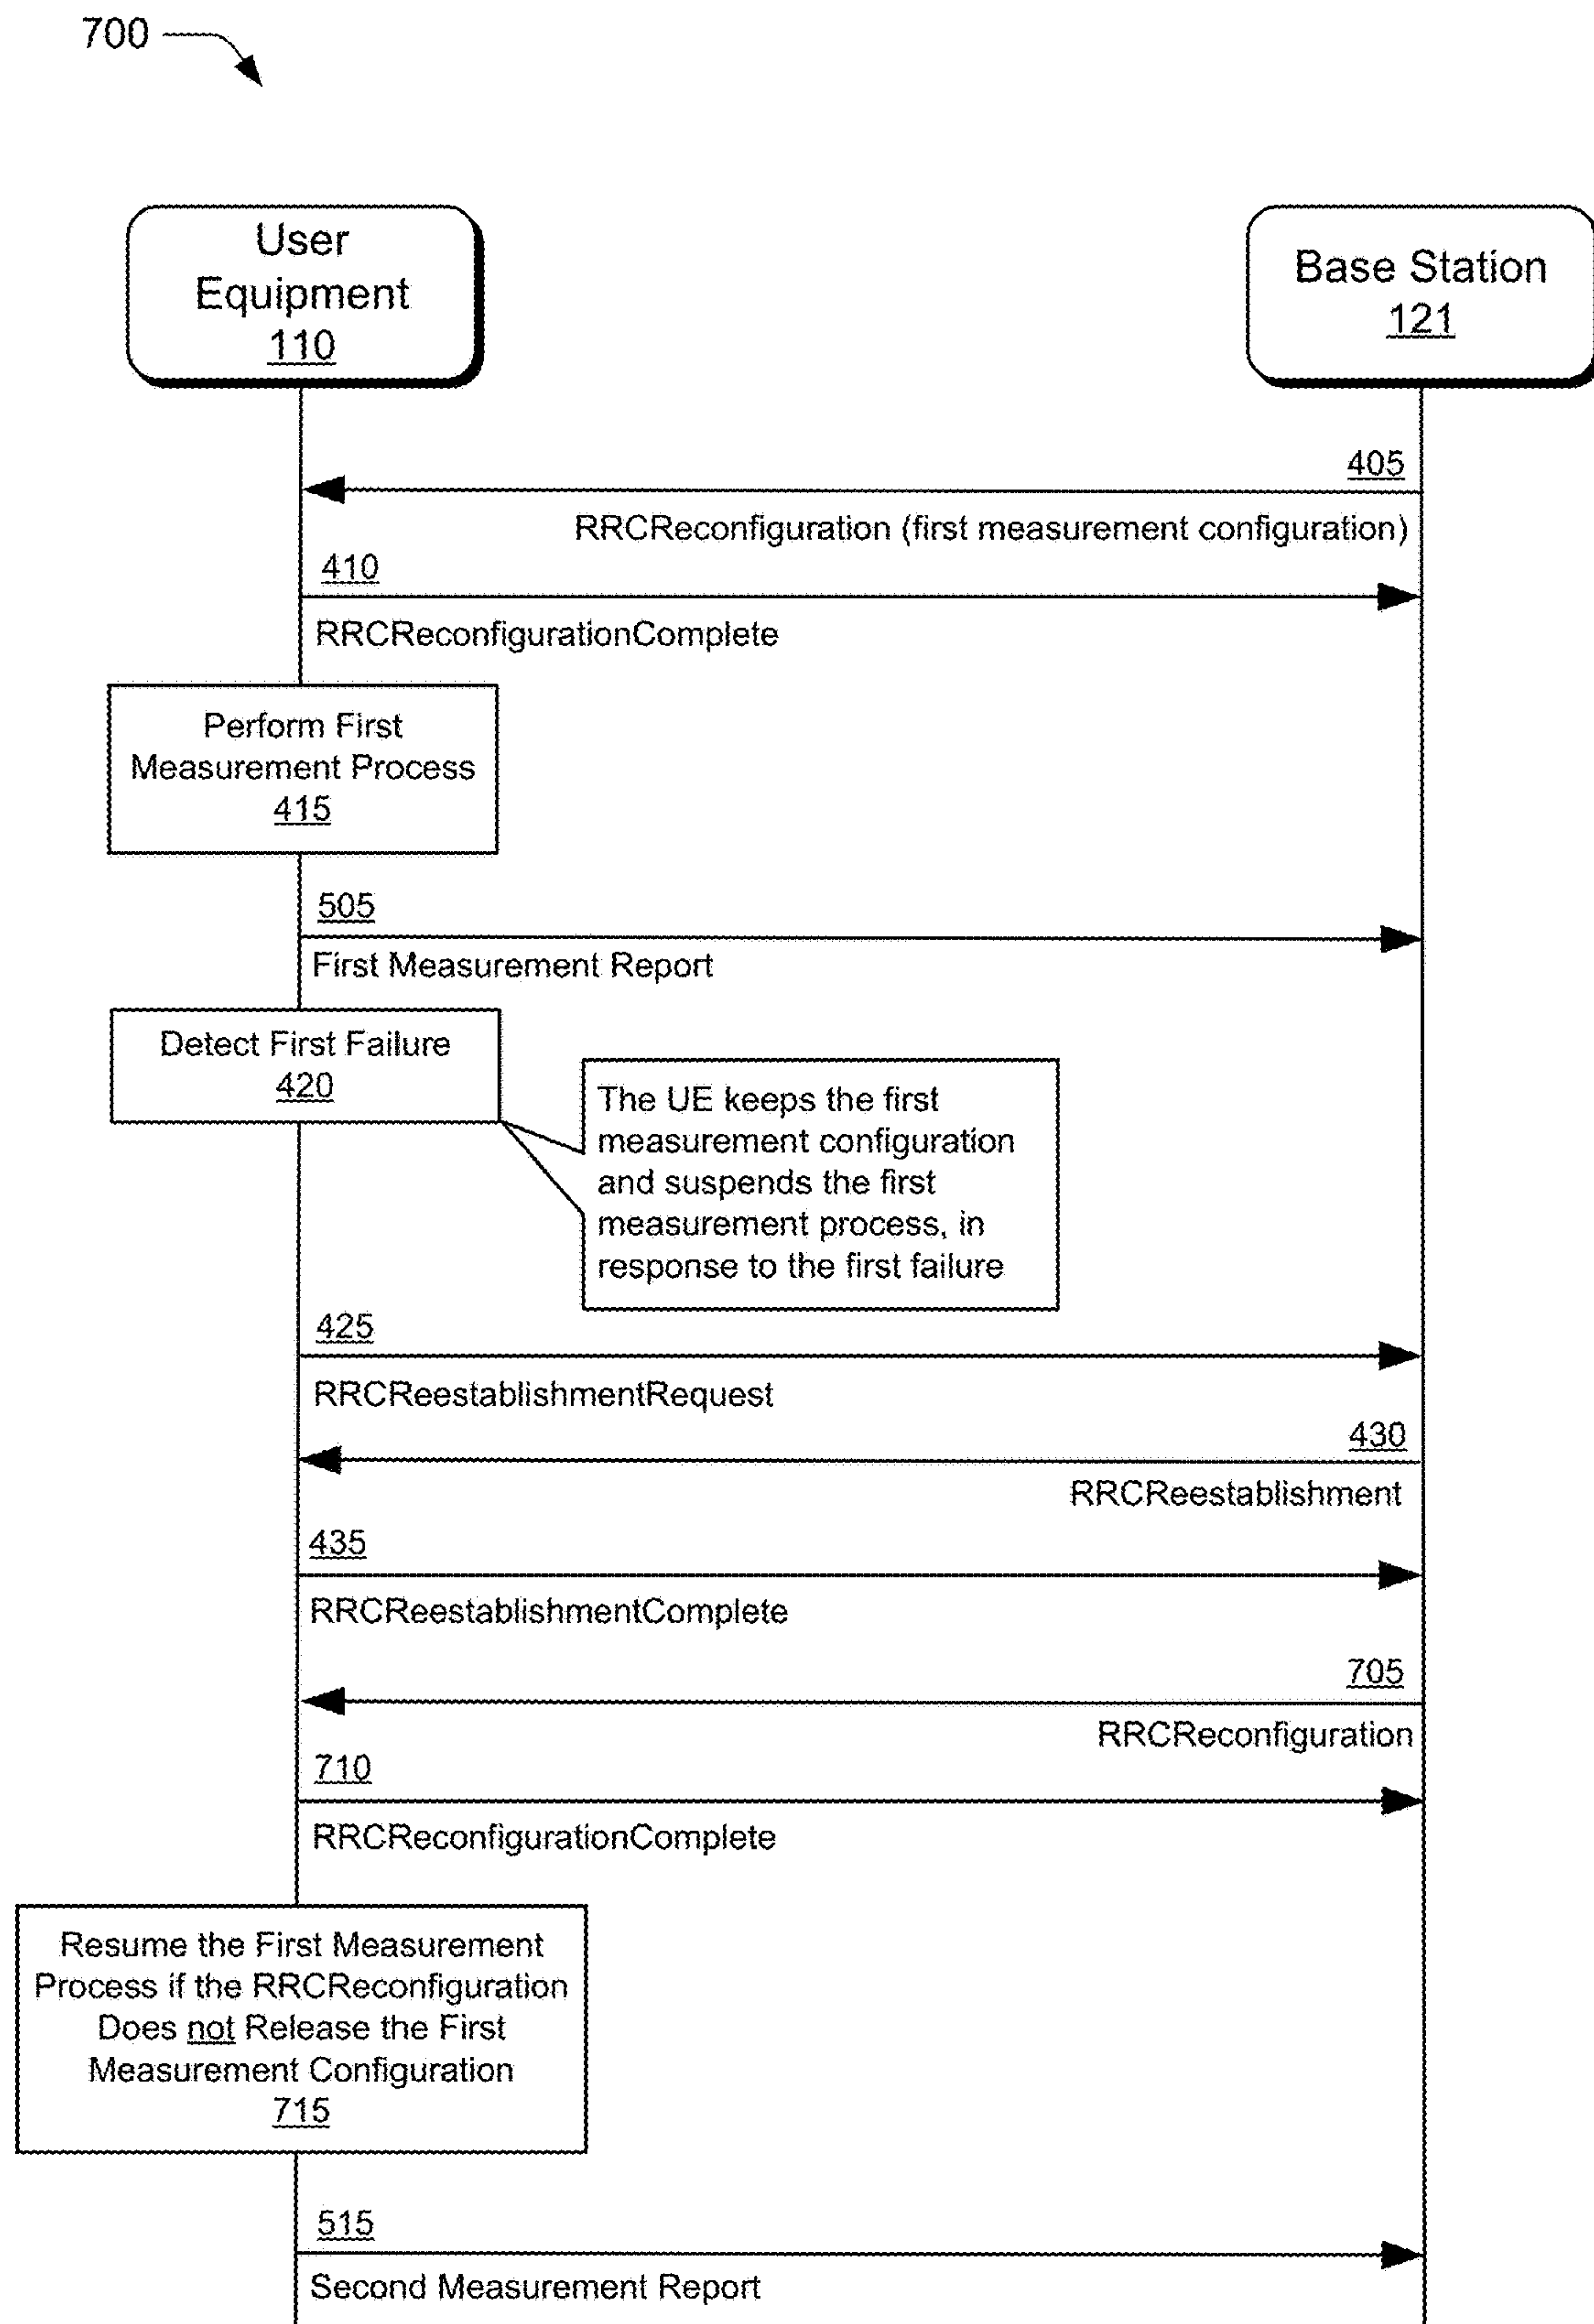 700
User
Equipment
110
Base Station
121
405
RRCReconfiguration (first measurement configuration)
410
RRCReconfigurationComplete
Perform First
Measurement Process
415
505
First Measurement Report
Detect First Failure
420
The UE keeps the first
measurement configuration
and suspends the first
measurement process, in
response to the first failure
425
RRCReestablishmentRequest
430
RRCReestablishment
435
RRCReestablishmentComplete
705
RRCReconfiguration
710
RRCReconfigurationComplete
Resume the First Measurement
Process if the RRCReconfiguration
Does not Release the First
Measurement Configuration
715
515
Second Measurement Report